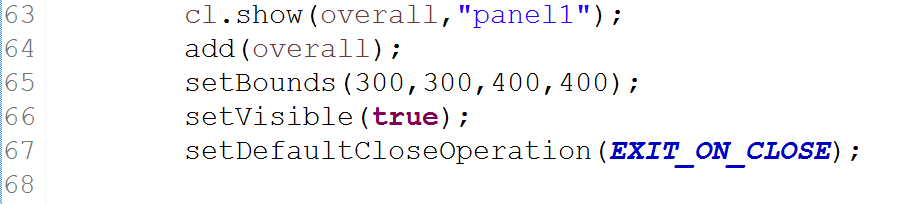 63 cl.show(overall,"panel1");
64 add(overall);
65 setBounds(300,300,400,400);
66 setVisible(true);
67 setDefaultCloseOperation(EXIT_ON_CLOSE);
68